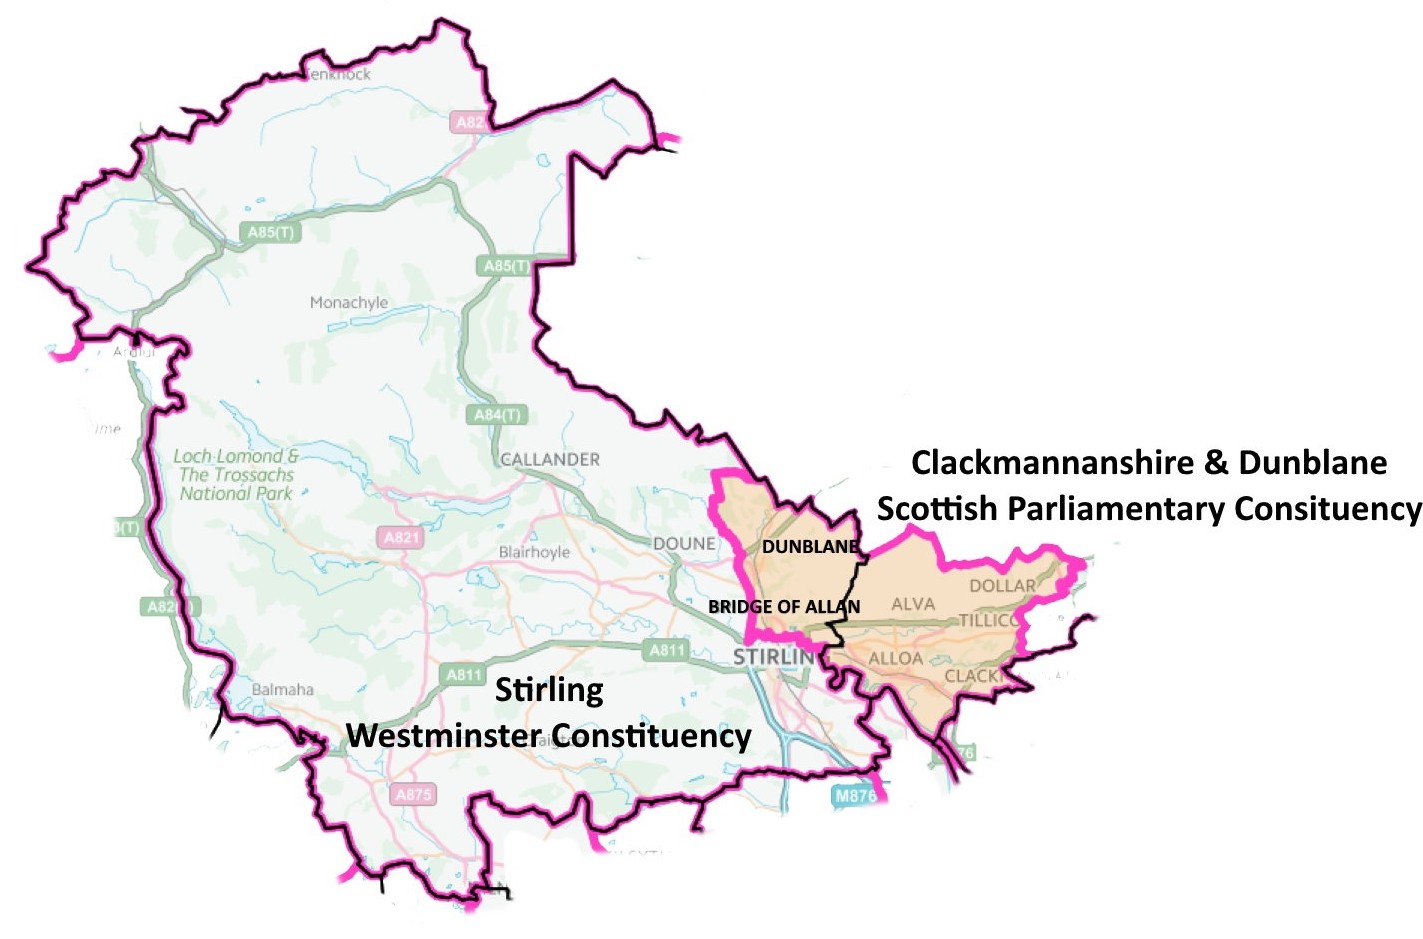 enknock
A82
A85(T)
A85(T)
Monachyle
Ardlui
A84(T)
Loch Lomond &
The Trossachs
National Park
CALLANDER
Clackmannanshire & Dunblane
Scottish Parliamentary Consituency
(T)
A821
Blairhoyle
DOUNE
DUNBLANE
DOLLAR
A82
BRIDGE OF ALLAN
ALVA
TILLICO
A811
STIRLING
ALLOA
A811
CLACK
Balmaha
Stirling
Westminster Constituency
76
A875
M876